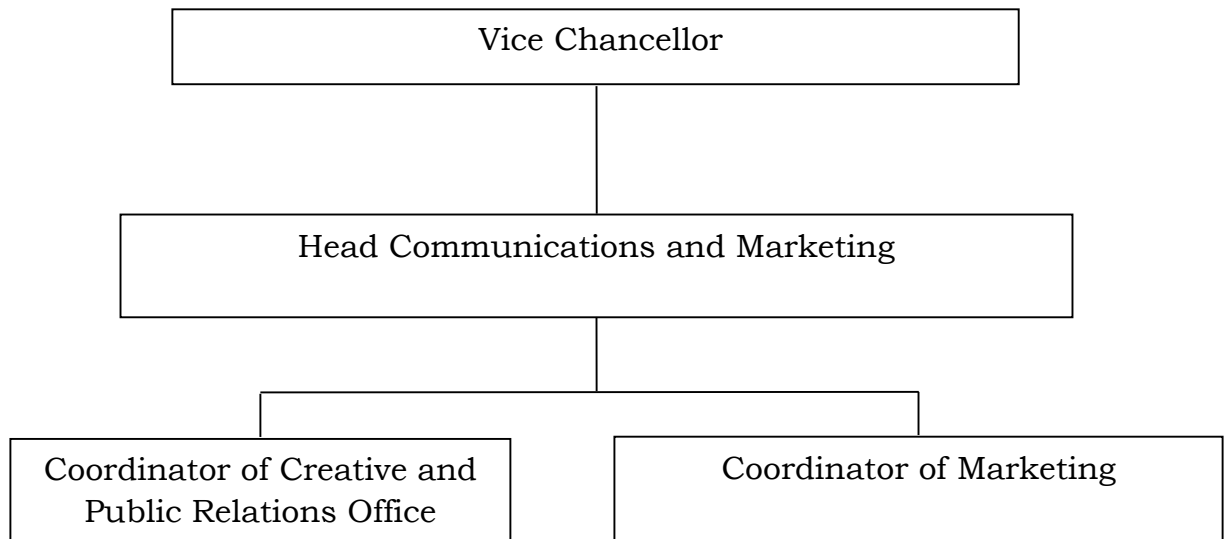 Vice Chancellor
Head Communications and Marketing
Coordinator of Creative and
Public Relations Office
Coordinator of Marketing